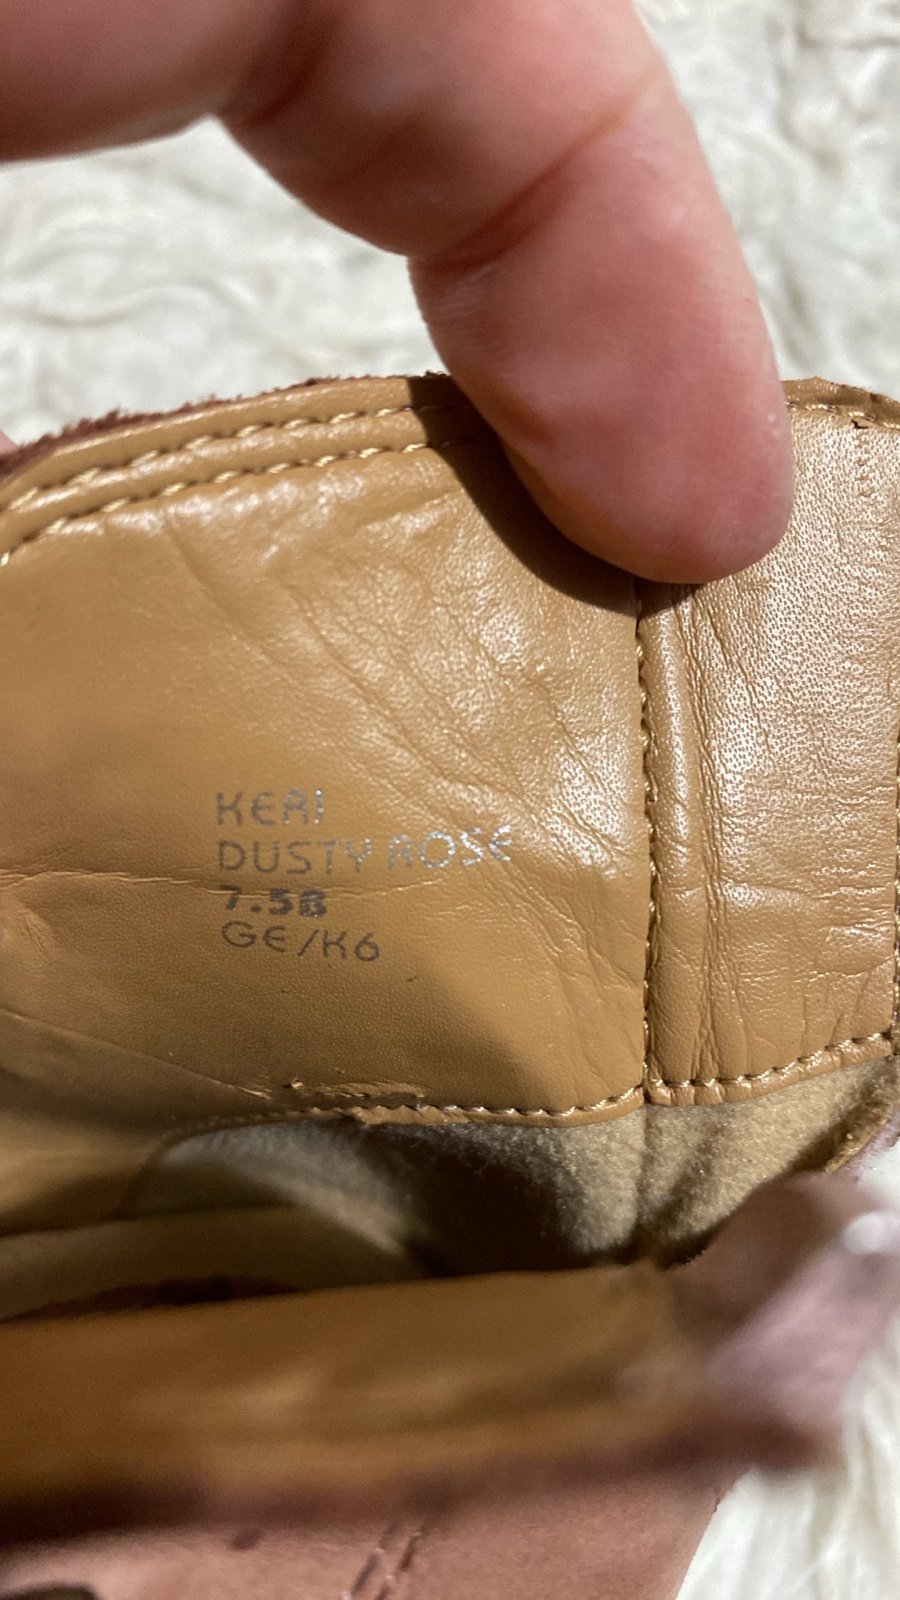 KERI
DUSTY ROSE
7.5B
GE/K6